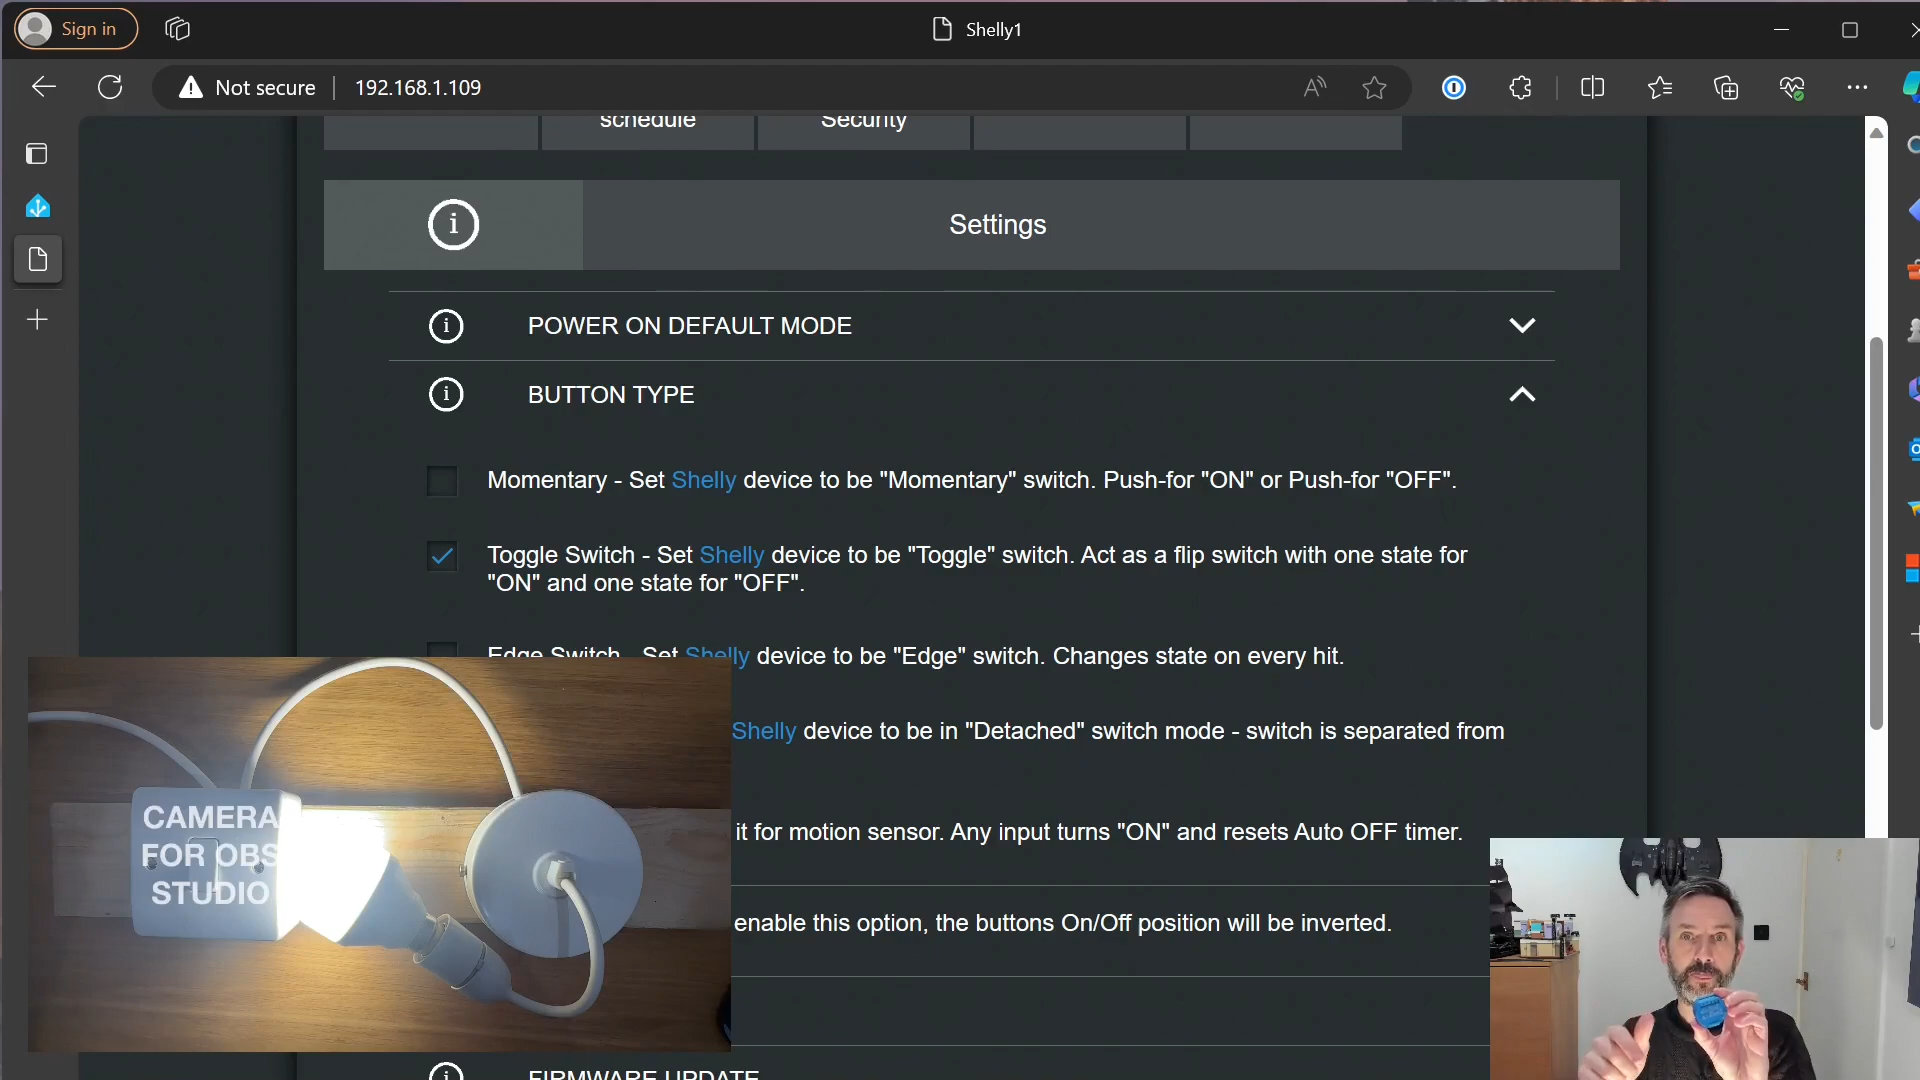 Sign in
Shelly1
Not secure
192.168.1.109
schedule
Security
Settings
POWER ON DEFAULT MODE
BUTTON TYPE
Momentary - Set Shelly device to be "Momentary" switch. Push-for "ON" or Push-for "OFF".
Toggle Switch - Set Shelly device to be "Toggle" switch. Act as a flip switch with one state for
"ON" and one state for "OFF".
Edge Switch - Set Shelly device to be "Edge" switch. Changes state on every hit.
Shelly device to be in "Detached" switch mode - switch is separated from
it for motion sensor. Any input turns "ON" and resets Auto OFF timer.
enable this option, the buttons On/Off position will be inverted.
FIRMWARE UPDATE
CAMERA
FOR OBS
STUDIO